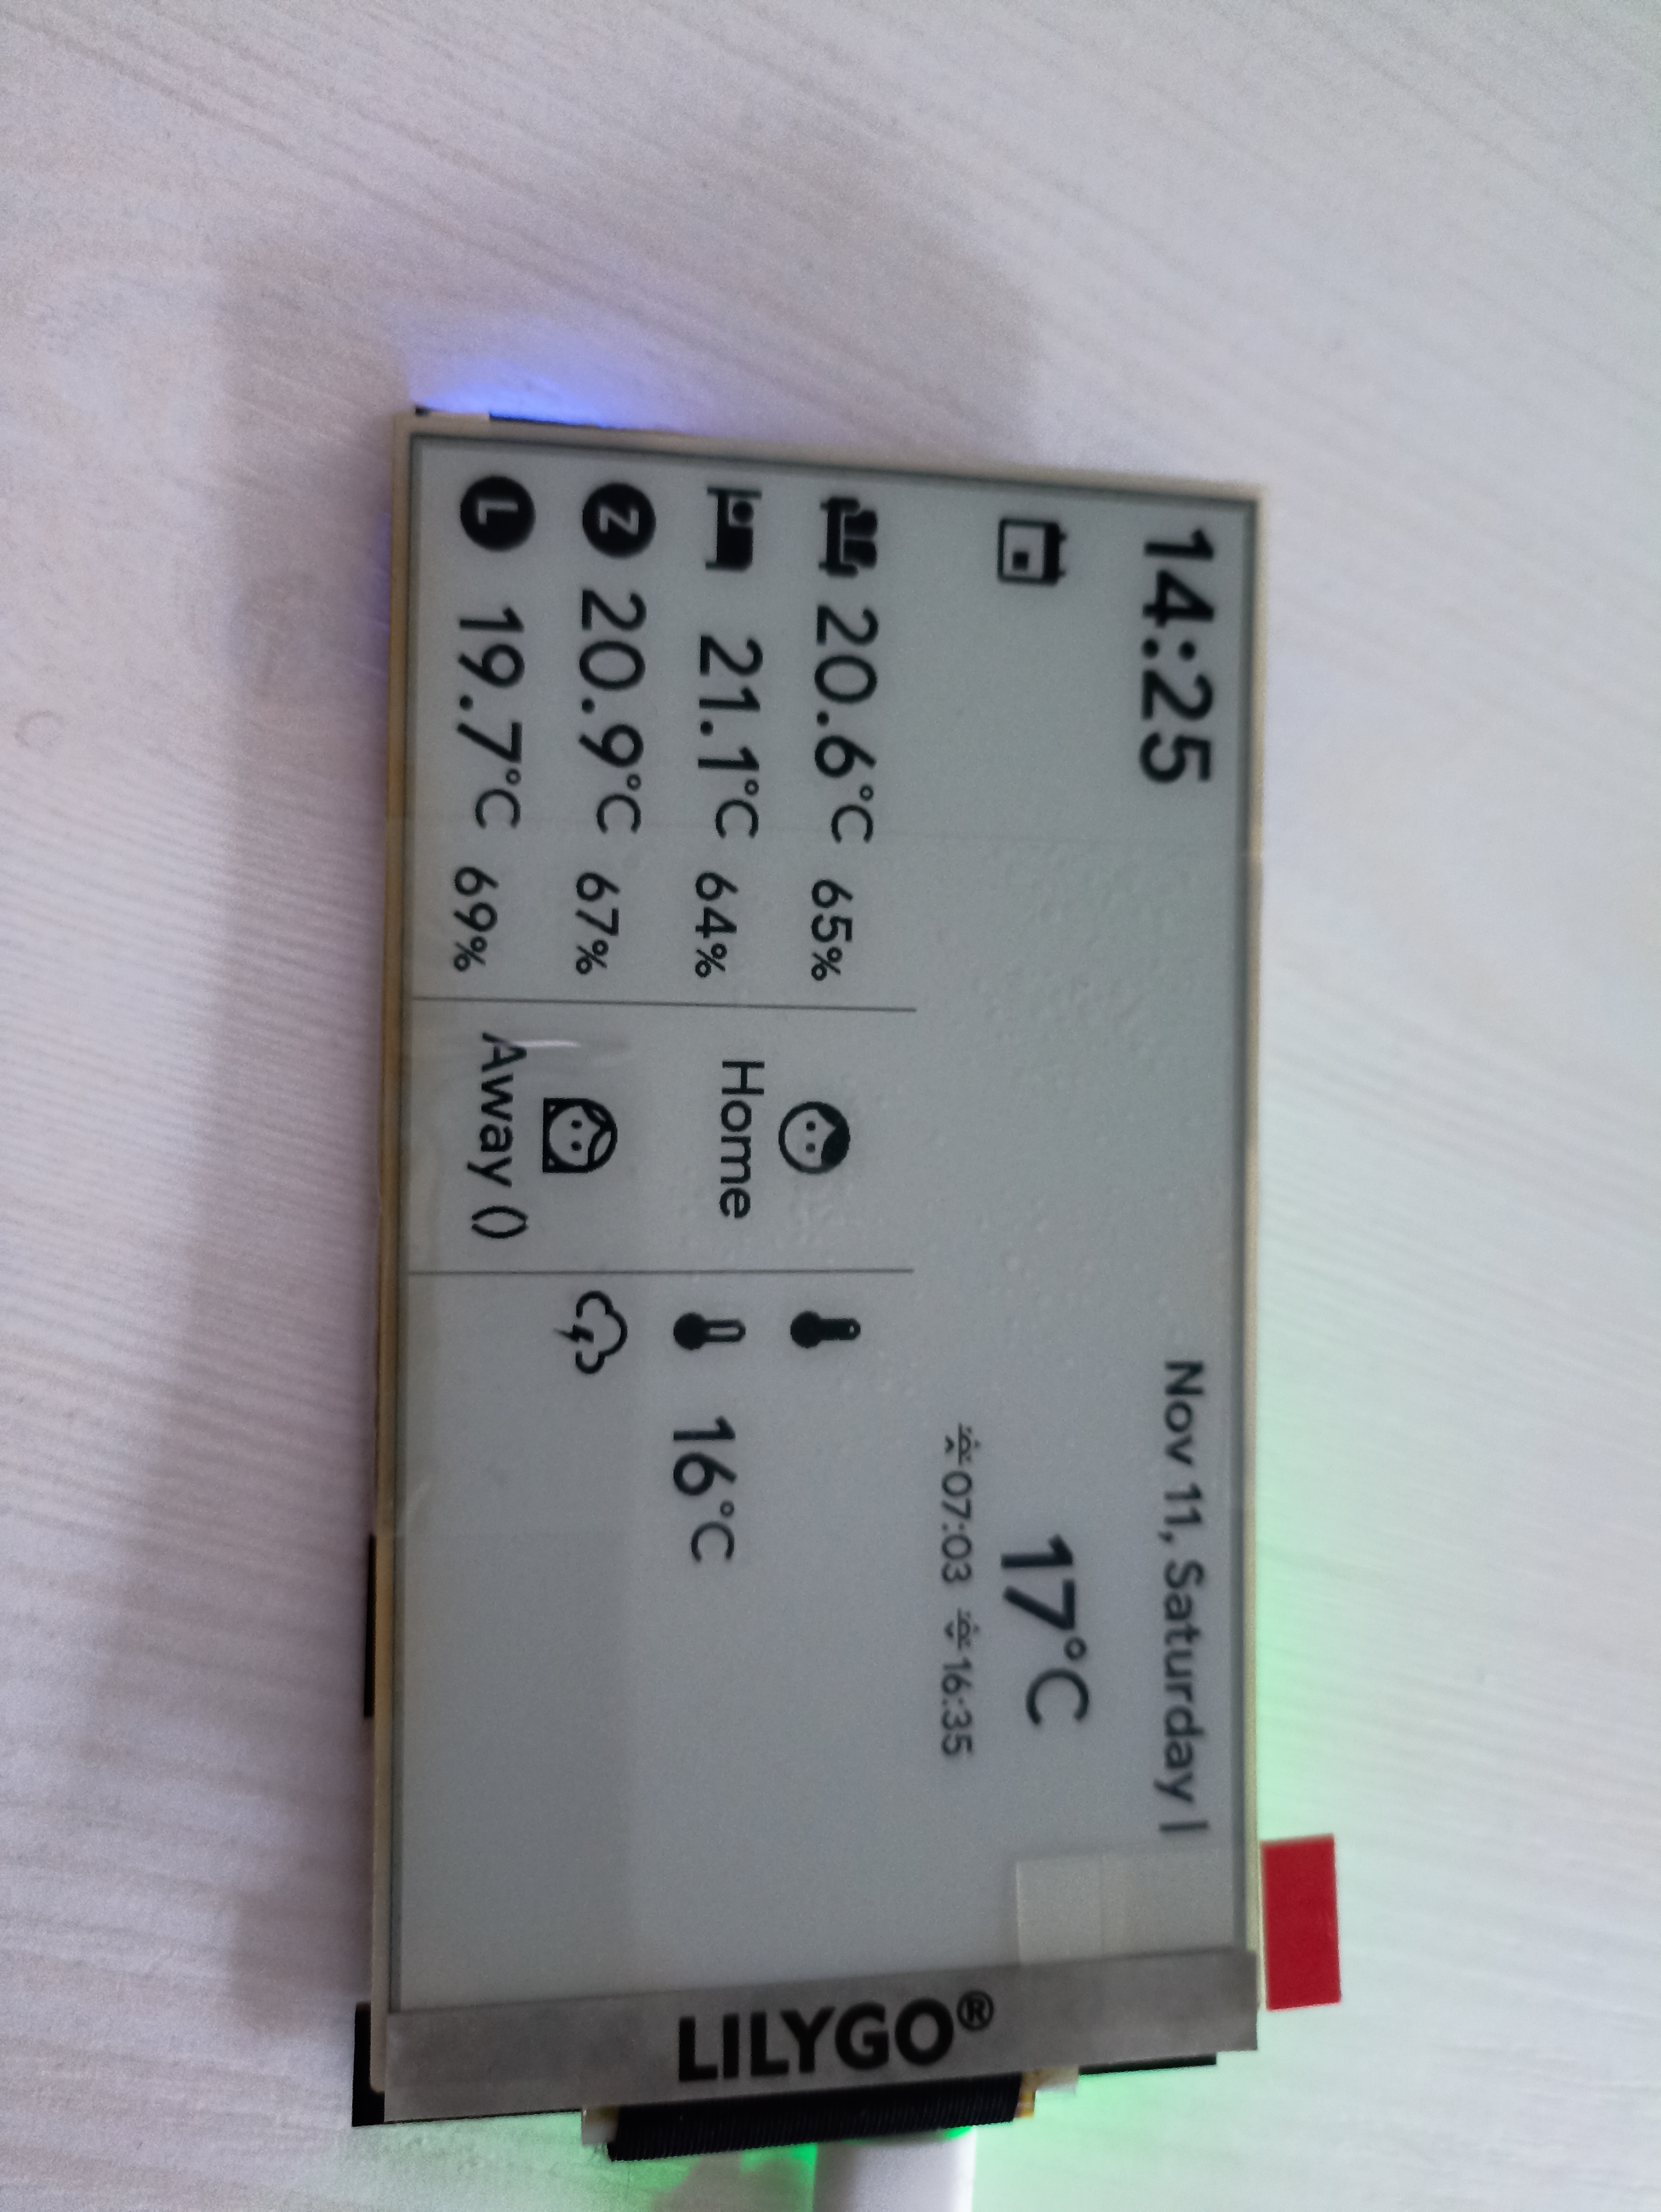 14:25
Nov 11, Saturday |
17°C
07:03 16:35
20.6°C 65%
21.1°C 64%
Z 20.9°C 67%
L 19.7°C 69%
Home
Away ()
16°C
LILYGO®